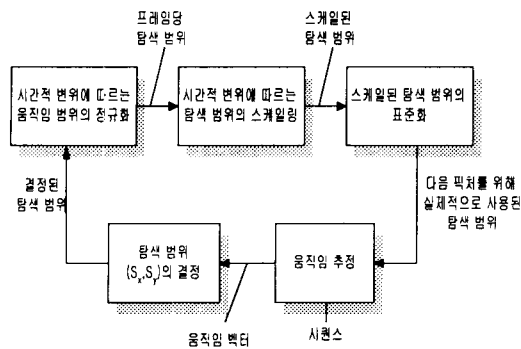 프레임당
탐색 범위
스케일된
탐색 범위
시간적 변위에 따르는
움직임 범위의 정규화
시간적 변위에 따르는
탐색 범위의 스케일링
스케일된 탐색 범위의
표준화
결정된
탐색 범위
다음 픽처를 위해
실제적으로 사용된
탐색 범위
탐색 범위
(Sx,Sy)의 결정
움직임 추정
움직임 벡터
시퀀스